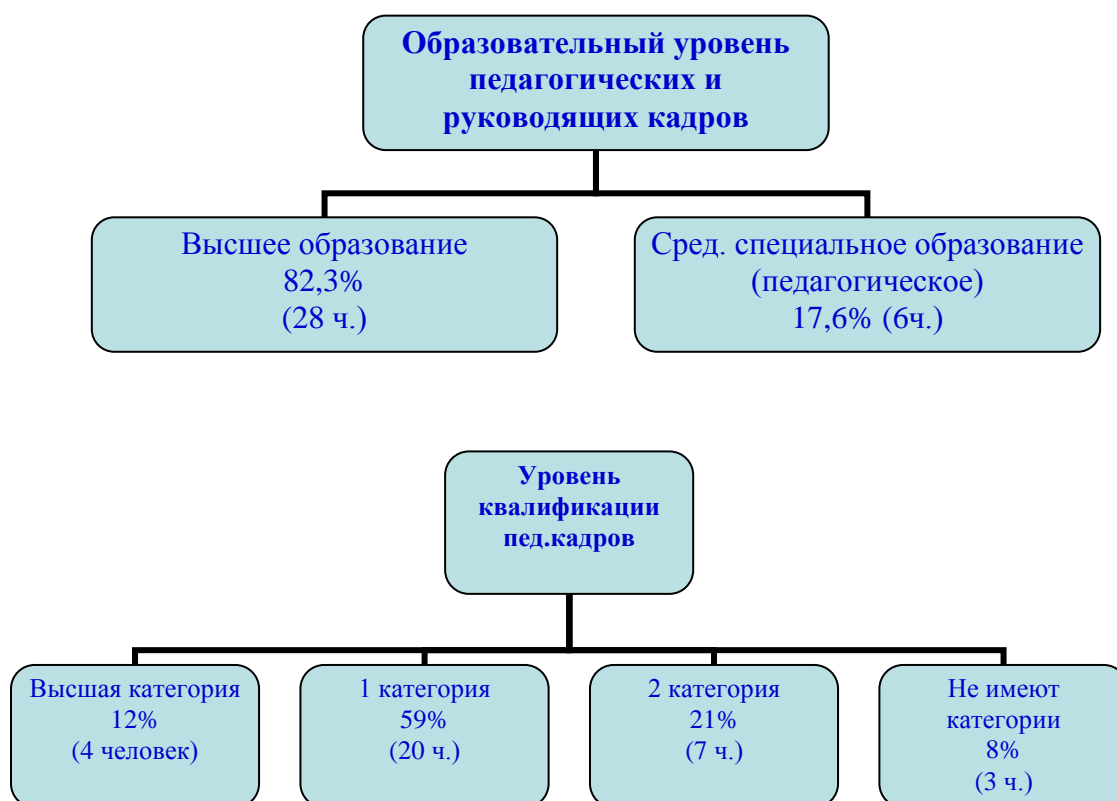 Образовательный уровень
педагогических и
руководящих кадров
Высшее образование
82,3%
(28 ч.)
Сред. специальное образование
(педагогическое)
17,6% (6ч.)
Уровень
квалификации
пед.кадров
Высшая категория
12%
(4 человек)
1 категория
59%
(20 ч.)
2 категория
21%
(7 ч.)
Не имеют
категории
8%
(3 ч.)